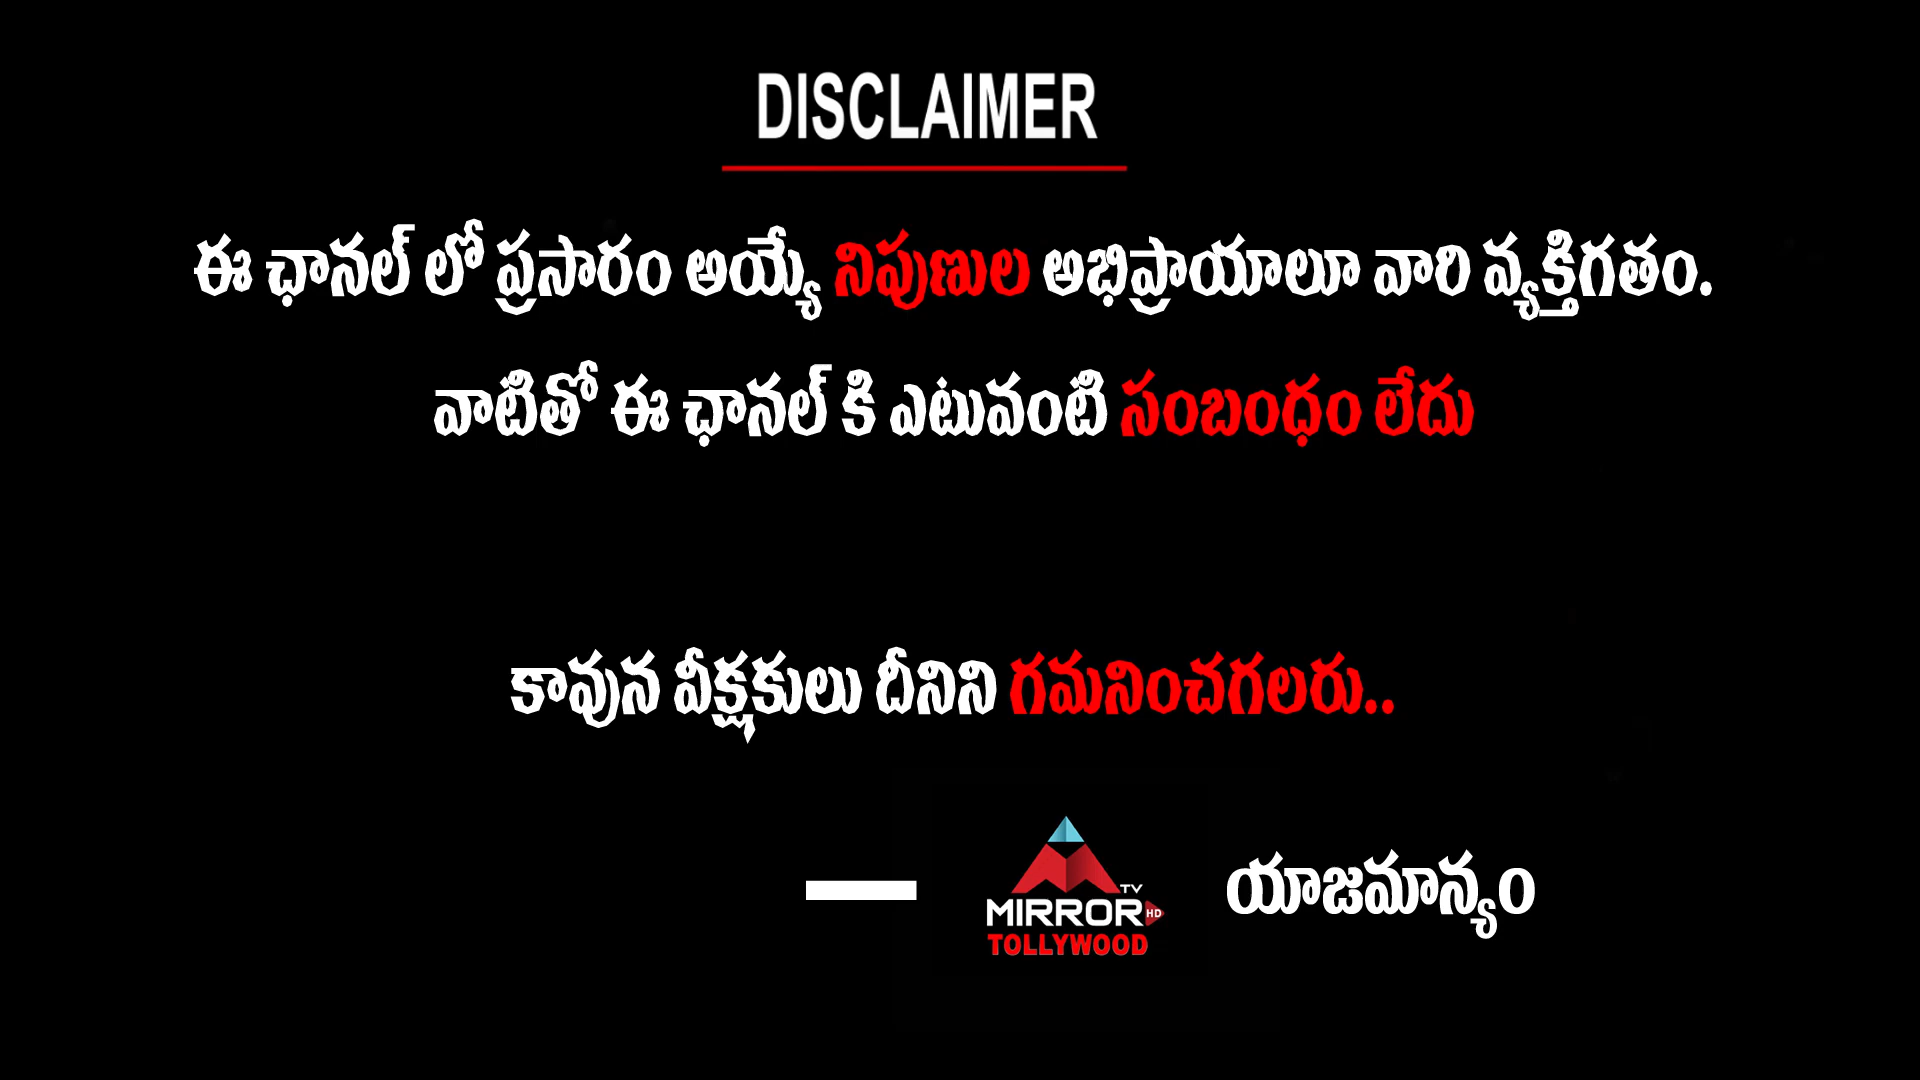 DISCLAIMER
ఈ ఛానల్ లో ప్రసారం అయ్యే నిపుణుల అభిప్రాయాలూ వారి వ్యక్తిగతం.
వాటితో ఈ ఛానల్ కి ఎటువంటి సంబంధం లేదు
కావున వీక్షకులు దీనిని గమనించగలరు..
— TV MIRROR HD TOLLYWOOD యాజమాన్యం